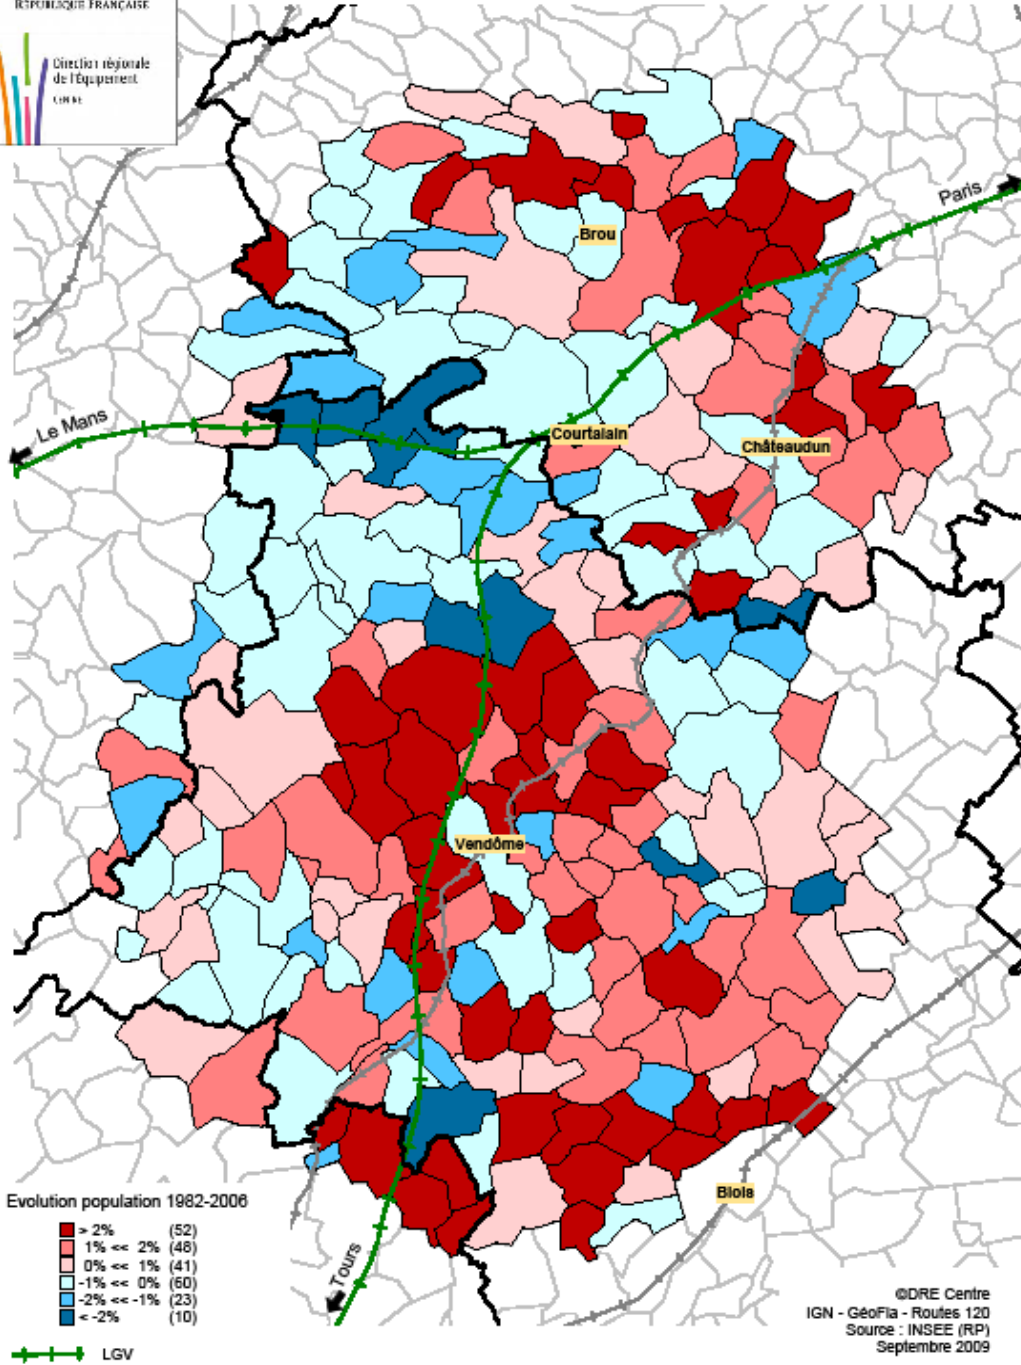 RÉPUBLIQUE FRANÇAISE
Direction régionale
de l'Équipement
CENTRE
Paris
Brou
Le Mans
Courtalain
Châteaudun
Vendôme
Blois
Tours
Evolution population 1982-2006
> 2% (52)
1% << 2% (48)
0% << 1% (41)
-1% << 0% (60)
-2% << -1% (23)
< -2% (10)
LGV
©DRE Centre
IGN - GéoFla - Routes 120
Source : INSEE (RP)
Septembre 2009